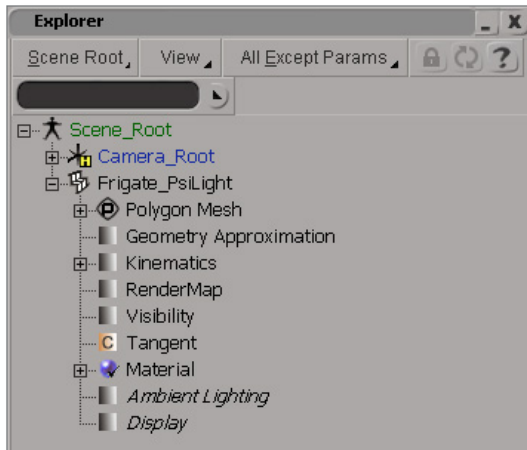 Explorer
Scene Root View All Except Params ?
Scene_Root
Camera_Root
Frigate_PsiLight
Polygon Mesh
Geometry Approximation
Kinematics
RenderMap
Visibility
C Tangent
Material
Ambient Lighting
Display